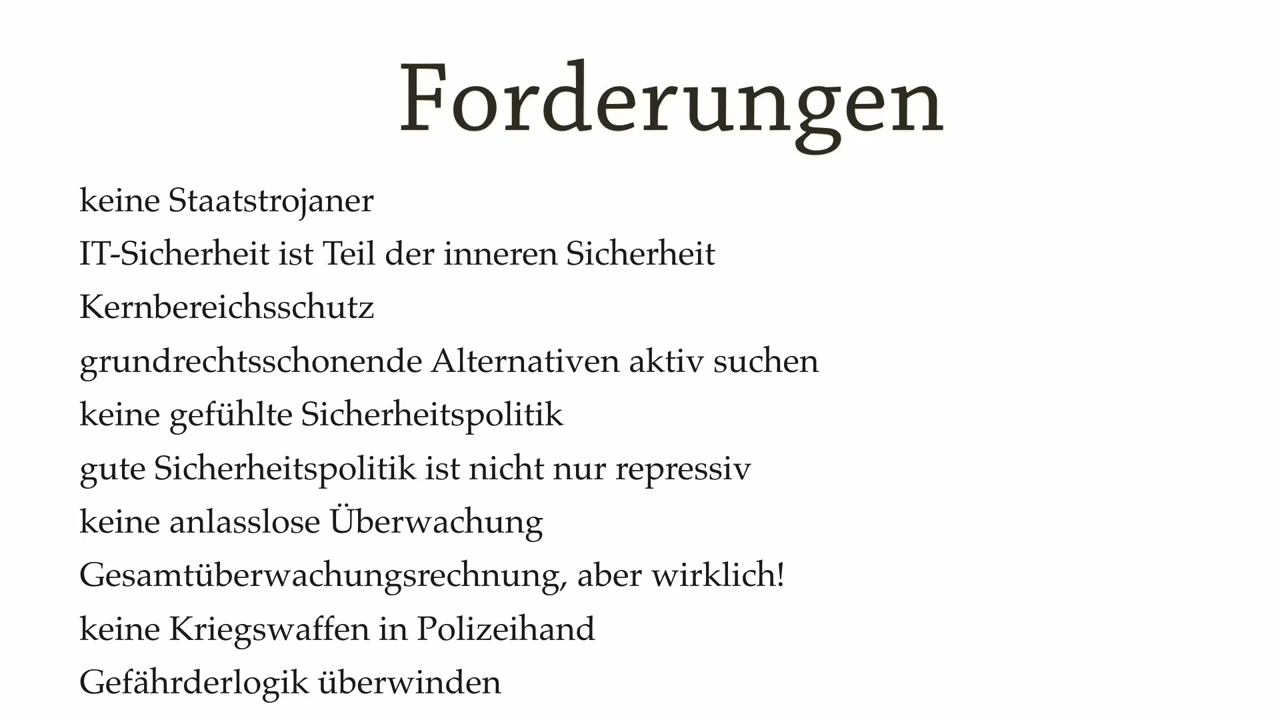 Forderungen
keine Staatstrojaner
IT-Sicherheit ist Teil der inneren Sicherheit
Kernbereichsschutz
grundrechtsschonende Alternativen aktiv suchen
keine gefühlte Sicherheitspolitik
gute Sicherheitspolitik ist nicht nur repressiv
keine anlasslose Überwachung
Gesamtüberwachungsrechnung, aber wirklich!
keine Kriegswaffen in Polizeihand
Gefährderlogik überwinden